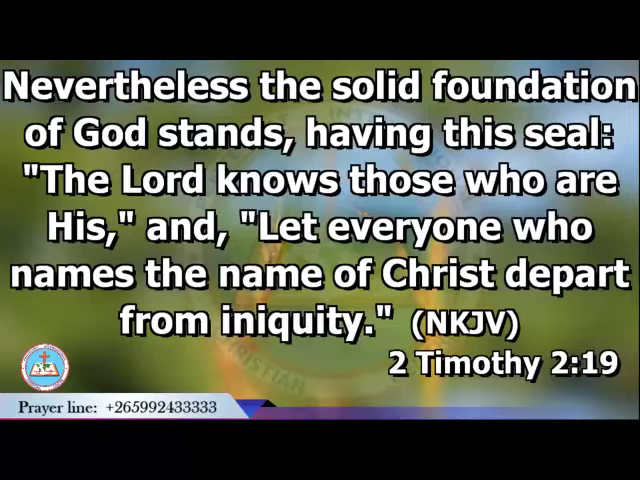 Nevertheless the solid foundation
of God stands, having this seal:
"The Lord knows those who are
His," and, "Let everyone who
names the name of Christ depart
from iniquity." (NKJV)
2 Timothy 2:19
CHRISTIAN
Prayer line: +265992433333